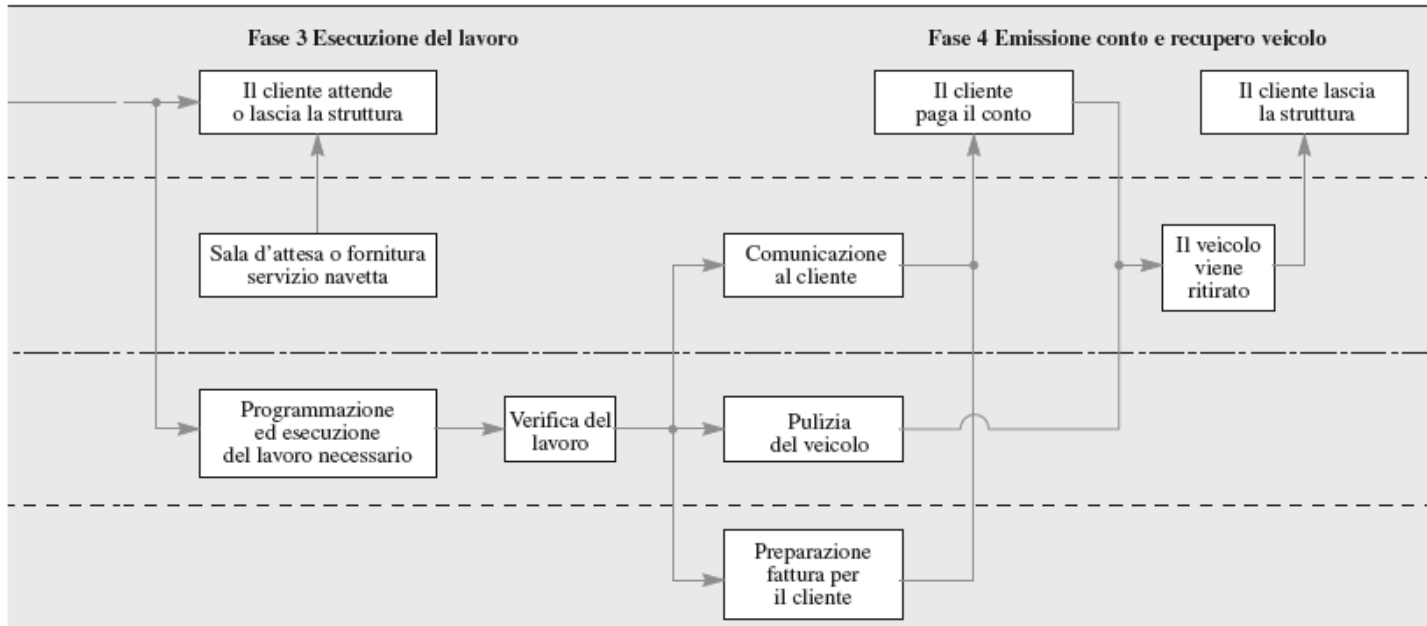 Fase 3 Esecuzione del lavoro
Fase 4 Emissione conto e recupero veicolo
Il cliente attende
o lascia la struttura
Il cliente
paga il conto
Il cliente lascia
la struttura
Sala d’attesa o fornitura
servizio navetta
Comunicazione
al cliente
Il veicolo
viene
ritirato
Programmazione
ed esecuzione
del lavoro necessario
Verifica del
lavoro
Pulizia
del veicolo
Preparazione
fattura per
il cliente